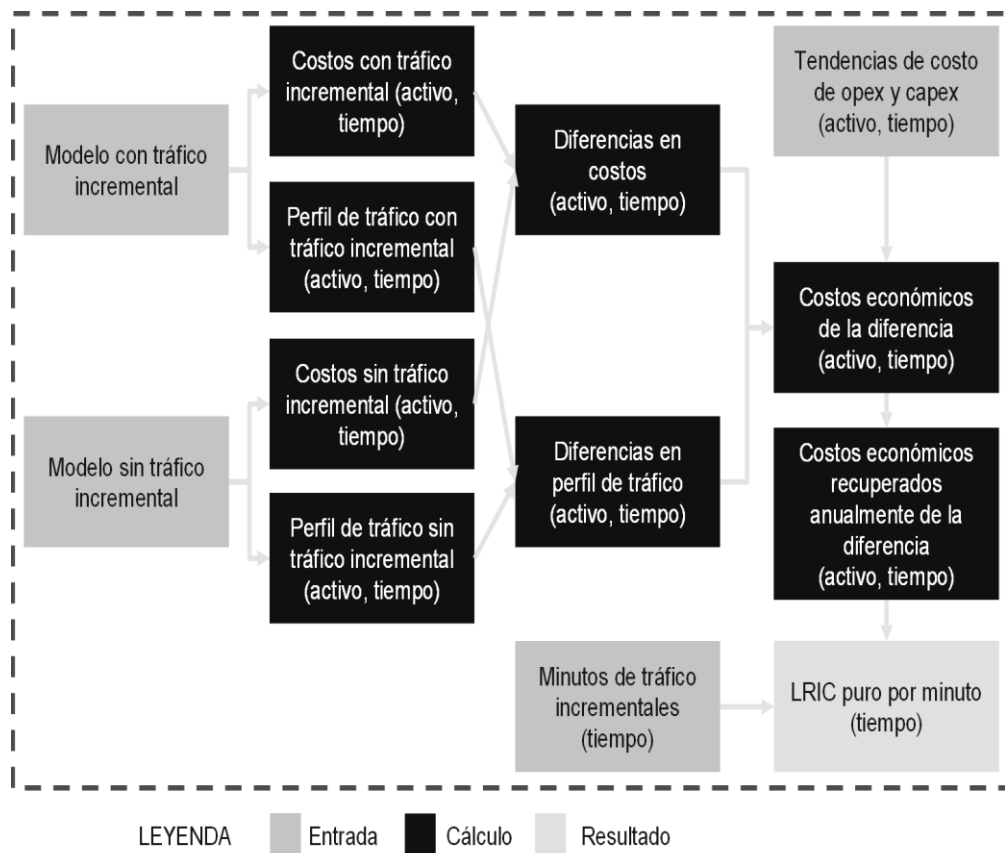 Modelo con tráfico
incremental
Modelo sin tráfico
incremental
Costos con tráfico
incremental (activo,
tiempo)
Perfil de tráfico con
tráfico incremental
(activo, tiempo)
Costos sin tráfico
incremental (activo,
tiempo)
Perfil de tráfico sin
tráfico incremental
(activo, tiempo)
Diferencias en
costos
(activo, tiempo)
Diferencias en
perfil de tráfico
(activo, tiempo)
Minutos de tráfico
incrementales
(tiempo)
Tendencias de costo
de opex y capex
(activo, tiempo)
Costos económicos
de la diferencia
(activo, tiempo)
Costos económicos
recuperados
anualmente de la
diferencia
(activo, tiempo)
LRIC puro por minuto
(tiempo)
LEYENDA Entrada Cálculo Resultado